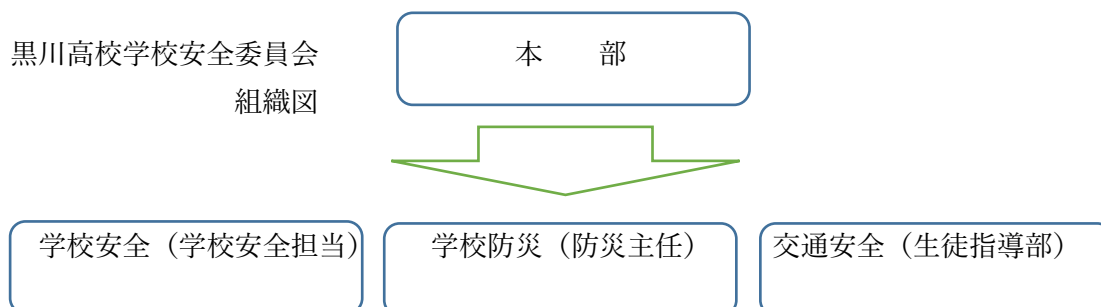 黒川高校学校安全委員会
組織図
本　　部
学校安全（学校安全担当）
学校防災（防災主任）
交通安全（生徒指導部）